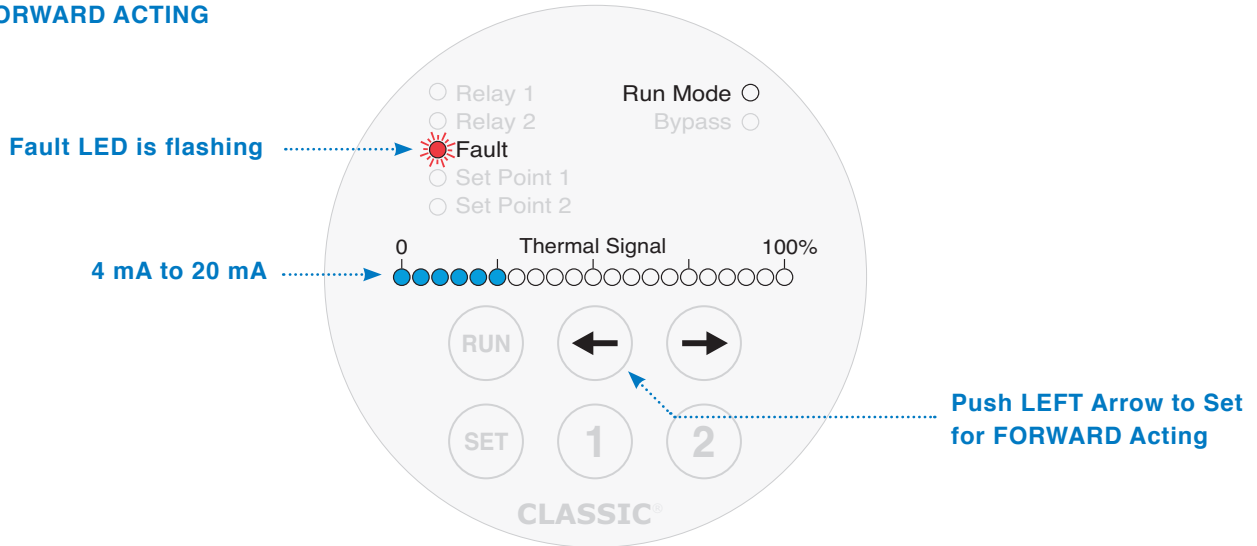 ORWARD ACTING
Relay 1
Run Mode
Relay 2
Bypass
Fault LED is flashing
Fault
Set Point 1
Set Point 2
0
Thermal Signal
100%
4 mA to 20 mA
RUN
Push LEFT Arrow to Set
for FORWARD Acting
SET
1
2
CLASSIC®